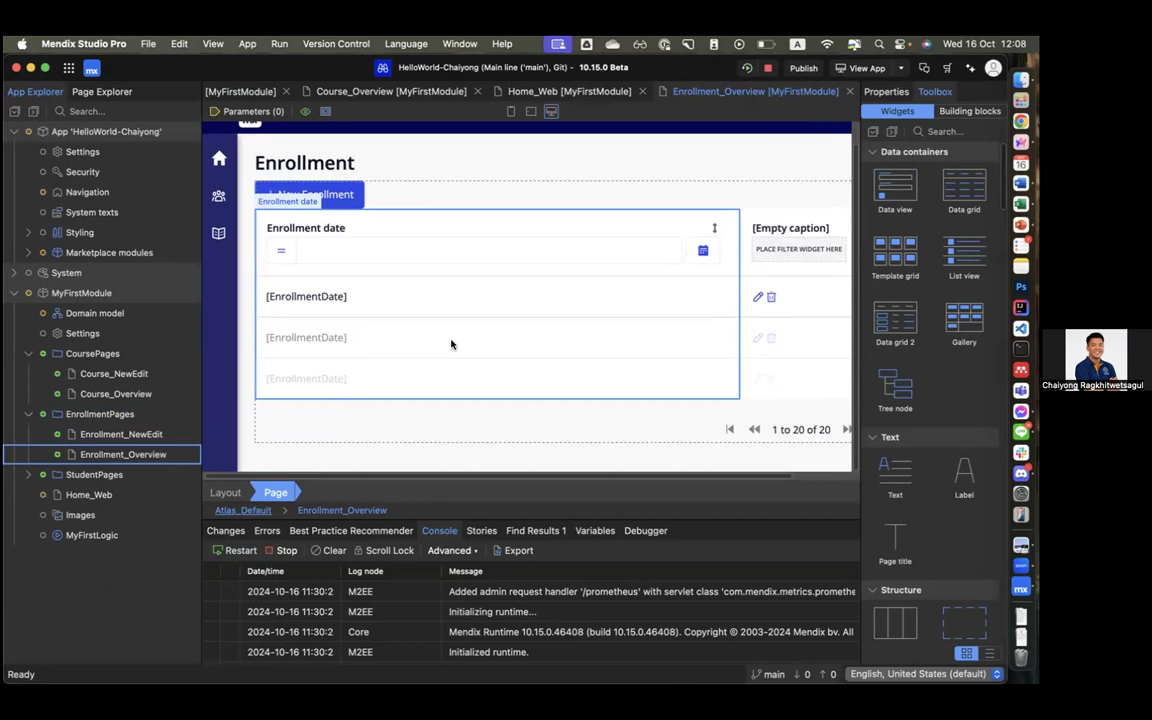 Mendix Studio Pro File Edit View App Run Version Control Language Window Help A Wed 16 Oct 12:08
mx HelloWorld-Chaiyong (Main line ('main'), Git) - 10.15.0 Beta Publish View App
App Explorer Page Explorer [MyFirstModule] Course_Overview [MyFirstModule] Home_Web [MyFirstModule] Enrollment_Overview [MyFirstModule] Properties Toolbox
Search... Parameters (0) Widgets Building blocks
App 'HelloWorld-Chaiyong' Search...
Settings
Security
Navigation
System texts
Styling
Marketplace modules
System
MyFirstModule
Domain model
Settings
CoursePages
Course_NewEdit
Course_Overview
EnrollmentPages
Enrollment_NewEdit
Enrollment_Overview
StudentPages
Home_Web
Images
MyFirstLogic
Enrollment
New Enrollment
Enrollment date
Enrollment date [Empty caption]
= PLACE FILTER WIDGET HERE
[EnrollmentDate]
[EnrollmentDate]
[EnrollmentDate]
1 to 20 of 20
Layout Page
Atlas_Default > Enrollment_Overview
Changes Errors Best Practice Recommender Console Stories Find Results 1 Variables Debugger
Restart Stop Clear Scroll Lock Advanced Export
Date/time Log node Message
2024-10-16 11:30:2 M2EE Added admin request handler '/prometheus' with servlet class 'com.mendix.metrics.promethe
2024-10-16 11:30:2 M2EE Initializing runtime...
2024-10-16 11:30:2 Core Mendix Runtime 10.15.0.46408 (build 10.15.0.46408). Copyright © 2003-2024 Mendix bv. All
2024-10-16 11:30:2 M2EE Initialized runtime.
Data containers
Data view Data grid
Template grid List view
Data grid 2 Gallery
Tree node
Text
Text Label
Page title
Structure
Ready main 0 0 English, United States (default)
16
Ps
mx
Chaiyong Ragkhitwetsagul